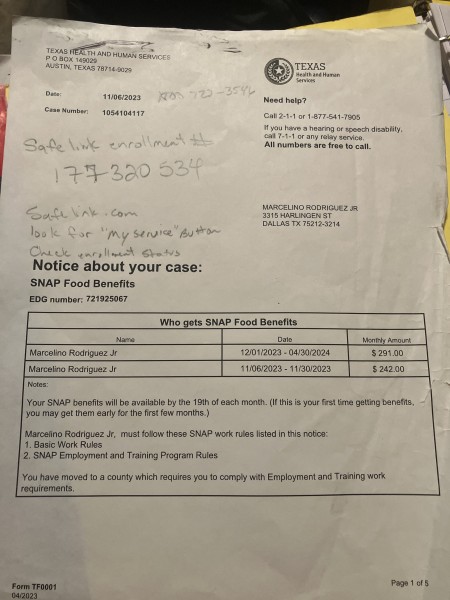 TEXAS HEALTH AND HUMAN SERVICES
P O BOX 149029
AUSTIN, TEXAS 78714-9029
TEXAS
Health and Human
Services
Date: 11/06/2023
Case Number: 1054104117
Need help?
Call 2-1-1 or 1-877-541-7905
If you have a hearing or speech disability,
call 7-1-1 or any relay service.
All numbers are free to call.
Safelink enrollment #
177320534
Safelink.com
look for "My service" Button
Check enrollment status
MARCELINO RODRIGUEZ JR
3315 HARLINGEN ST
DALLAS TX 75212-3214
Notice about your case:
SNAP Food Benefits
EDG number: 721925067
Who gets SNAP Food Benefits
Name Date Monthly Amount
Marcelino Rodriguez Jr 12/01/2023 - 04/30/2024 $ 291.00
Marcelino Rodriguez Jr 11/06/2023 - 11/30/2023 $ 242.00
Notes:
Your SNAP benefits will be available by the 19th of each month. (If this is your first time getting benefits,
you may get them early for the first few months.)
Marcelino Rodriguez Jr, must follow these SNAP work rules listed in this notice:
1. Basic Work Rules
2. SNAP Employment and Training Program Rules
You have moved to a county which requires you to comply with Employment and Training work
requirements.
Form TF0001
04/2023
Page 1 of 5